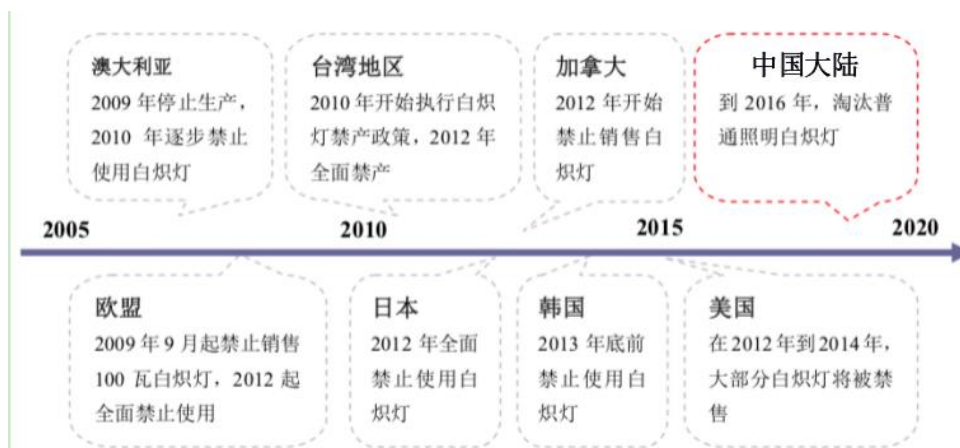 澳大利亚
2009 年停止生产，
2010 年逐步禁止
使用白炽灯
台湾地区
2010 年开始执行白炽
灯禁产政策，2012 年
全面禁产
加拿大
2012 年开始
禁止销售白
炽灯
中国大陆
到 2016 年，淘汰普
通照明白炽灯
2005
2010
2015
2020
欧盟
2009 年 9 月起禁止销售
100 瓦白炽灯，2012 起
全面禁止使用
日本
2012 年全面
禁止使用白
炽灯
韩国
2013 年底前
禁止使用白
炽灯
美国
在 2012 年到 2014 年，
大部分白炽灯将被禁
售